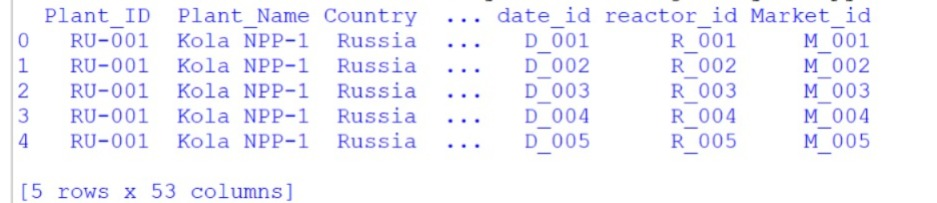 Plant_ID Plant_Name Country ... date_id reactor_id Market_id
0 RU-001 Kola NPP-1 Russia ... D_001 R_001 M_001
1 RU-001 Kola NPP-1 Russia ... D_002 R_002 M_002
2 RU-001 Kola NPP-1 Russia ... D_003 R_003 M_003
3 RU-001 Kola NPP-1 Russia ... D_004 R_004 M_004
4 RU-001 Kola NPP-1 Russia ... D_005 R_005 M_005
[5 rows x 53 columns]